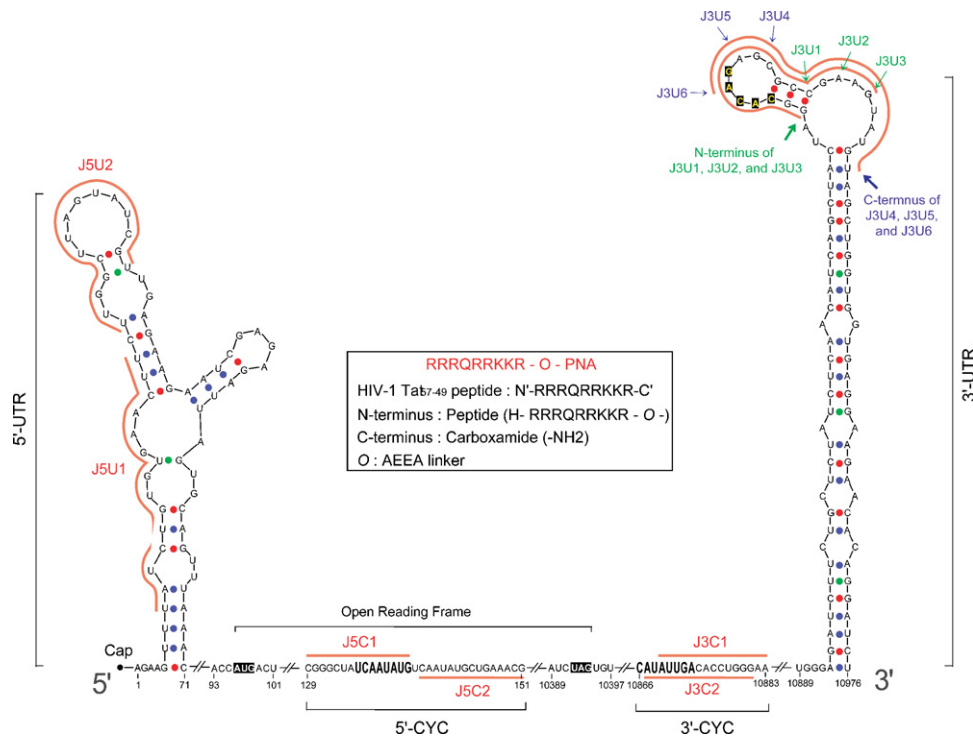 J3U5 J3U4
J3U1 J3U2
J3U3
J3U6
N-terminus of
J3U1, J3U2, and J3U3
C-termnus of
J3U4, J3U5,
and J3U6
J5U2
J5U1
5'-UTR
3'-UTR
RRRQRRKKR - O - PNA
HIV-1 Tat57-49 peptide : N'-RRRQRRKKR-C'
N-terminus : Peptide (H- RRRQRRKKR - O -)
C-terminus : Carboxamide (-NH2)
O : AEEA linker
Open Reading Frame
J5C1
J3C1
Cap
5' AGAAG ACC AUG ACU CGGGCUAUCAAUAUGUCAAUAUGCUGAAACG AUC UAG UGU CAUAUUGACACCUGGGAA UGGGA 3'
1 71 93 101 129 J5C2 151 10389 10397 10866 J3C2 10883 10889 10976
5'-CYC
3'-CYC